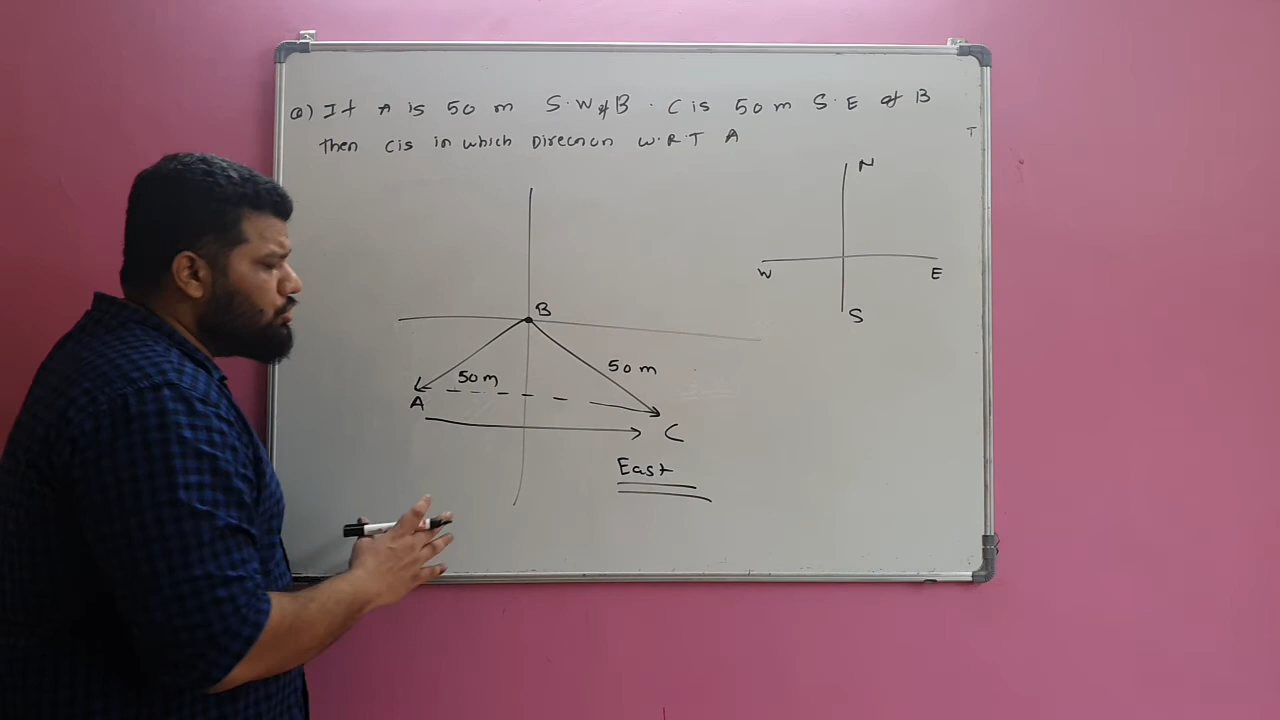 Q) If A is 50 m S.W of B. C is 50 m S.E of B
then C is in which Direction W.R.T A
T
N
W
E
S
B
50 m
50 m
A
C
East